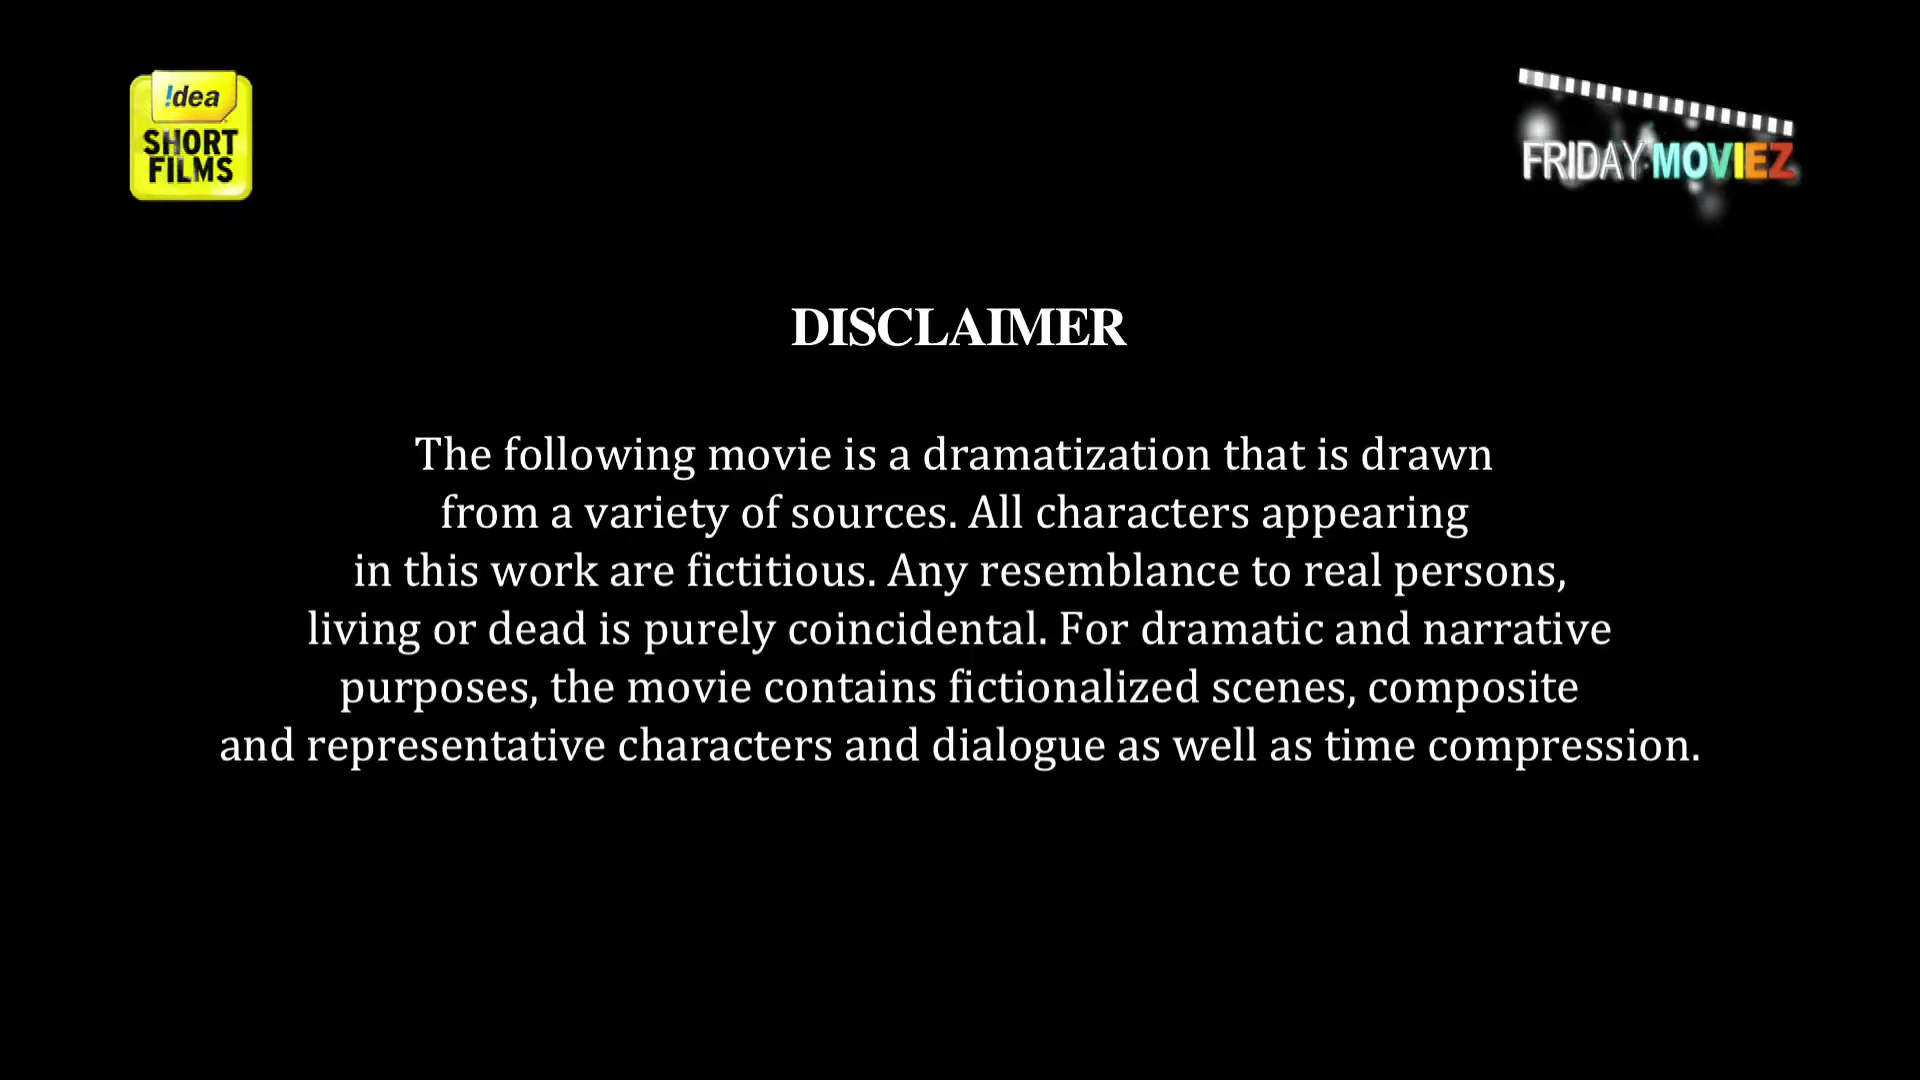 !dea
SHORT
FILMS
FRIDAY MOVIEZ
DISCLAIMER
The following movie is a dramatization that is drawn
from a variety of sources. All characters appearing
in this work are fictitious. Any resemblance to real persons,
living or dead is purely coincidental. For dramatic and narrative
purposes, the movie contains fictionalized scenes, composite
and representative characters and dialogue as well as time compression.